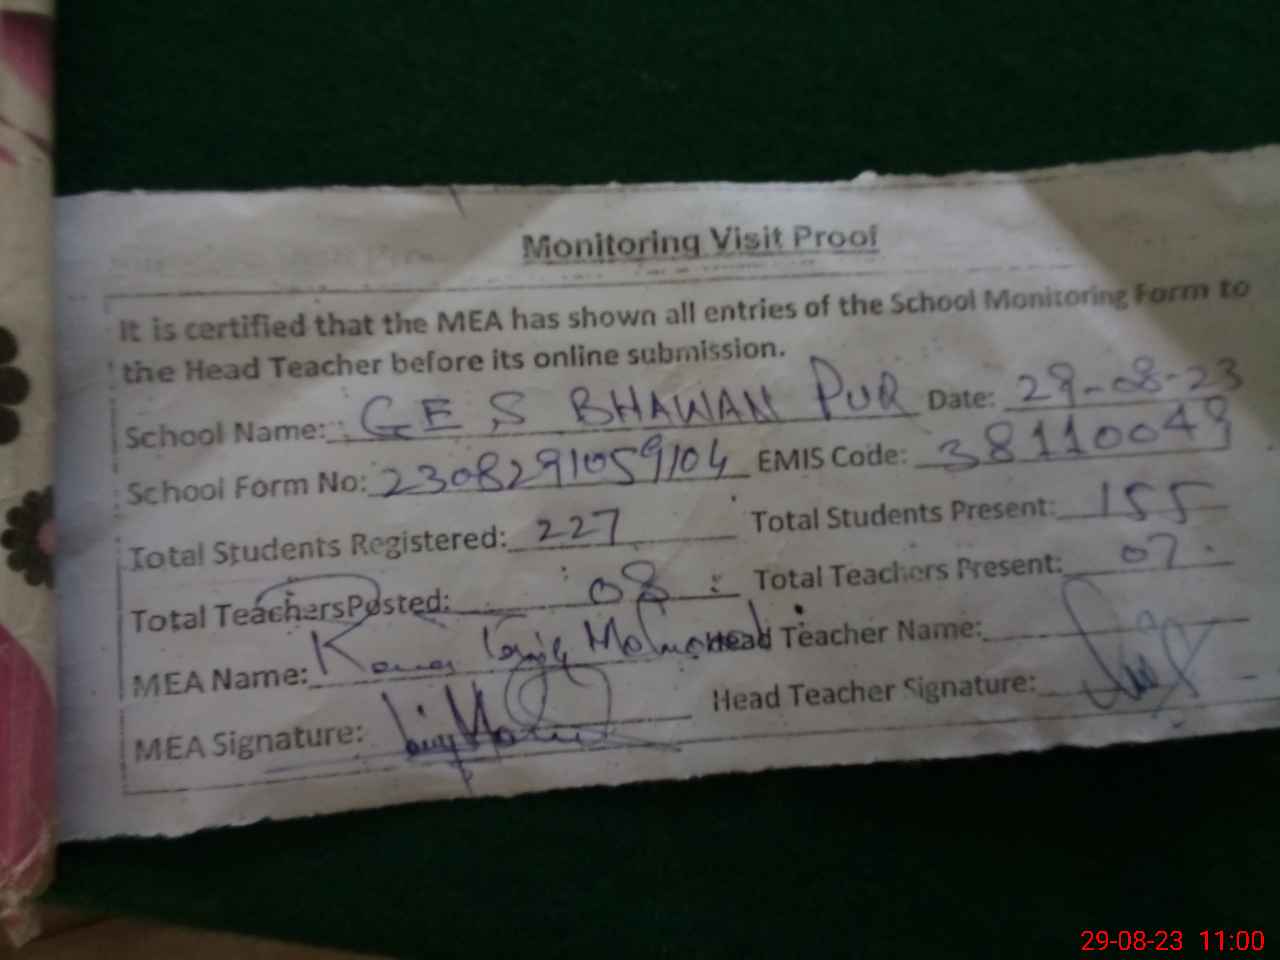 Monitoring Visit Proof
It is certified that the MEA has shown all entries of the School Monitoring Form to
the Head Teacher before its online submission.
School Name: GES BHAWAN PUR Date: 29-08-23
School Form No: 2308291059104 EMIS Code: 38110049
Total Students Registered: 227 Total Students Present: 155
Total Teachers Posted: 08 Total Teachers Present: 07
MEA Name: Head Teacher Name:
MEA Signature: Head Teacher Signature:
29-08-23 11:00